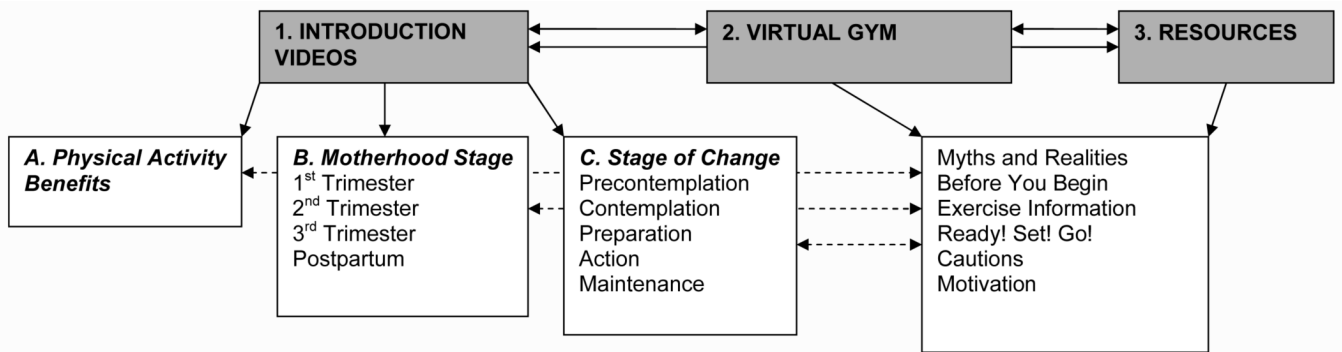 1. INTRODUCTION
VIDEOS
2. VIRTUAL GYM
3. RESOURCES
A. Physical Activity
Benefits
B. Motherhood Stage
1st Trimester
2nd Trimester
3rd Trimester
Postpartum
C. Stage of Change
Precontemplation
Contemplation
Preparation
Action
Maintenance
Myths and Realities
Before You Begin
Exercise Information
Ready! Set! Go!
Cautions
Motivation